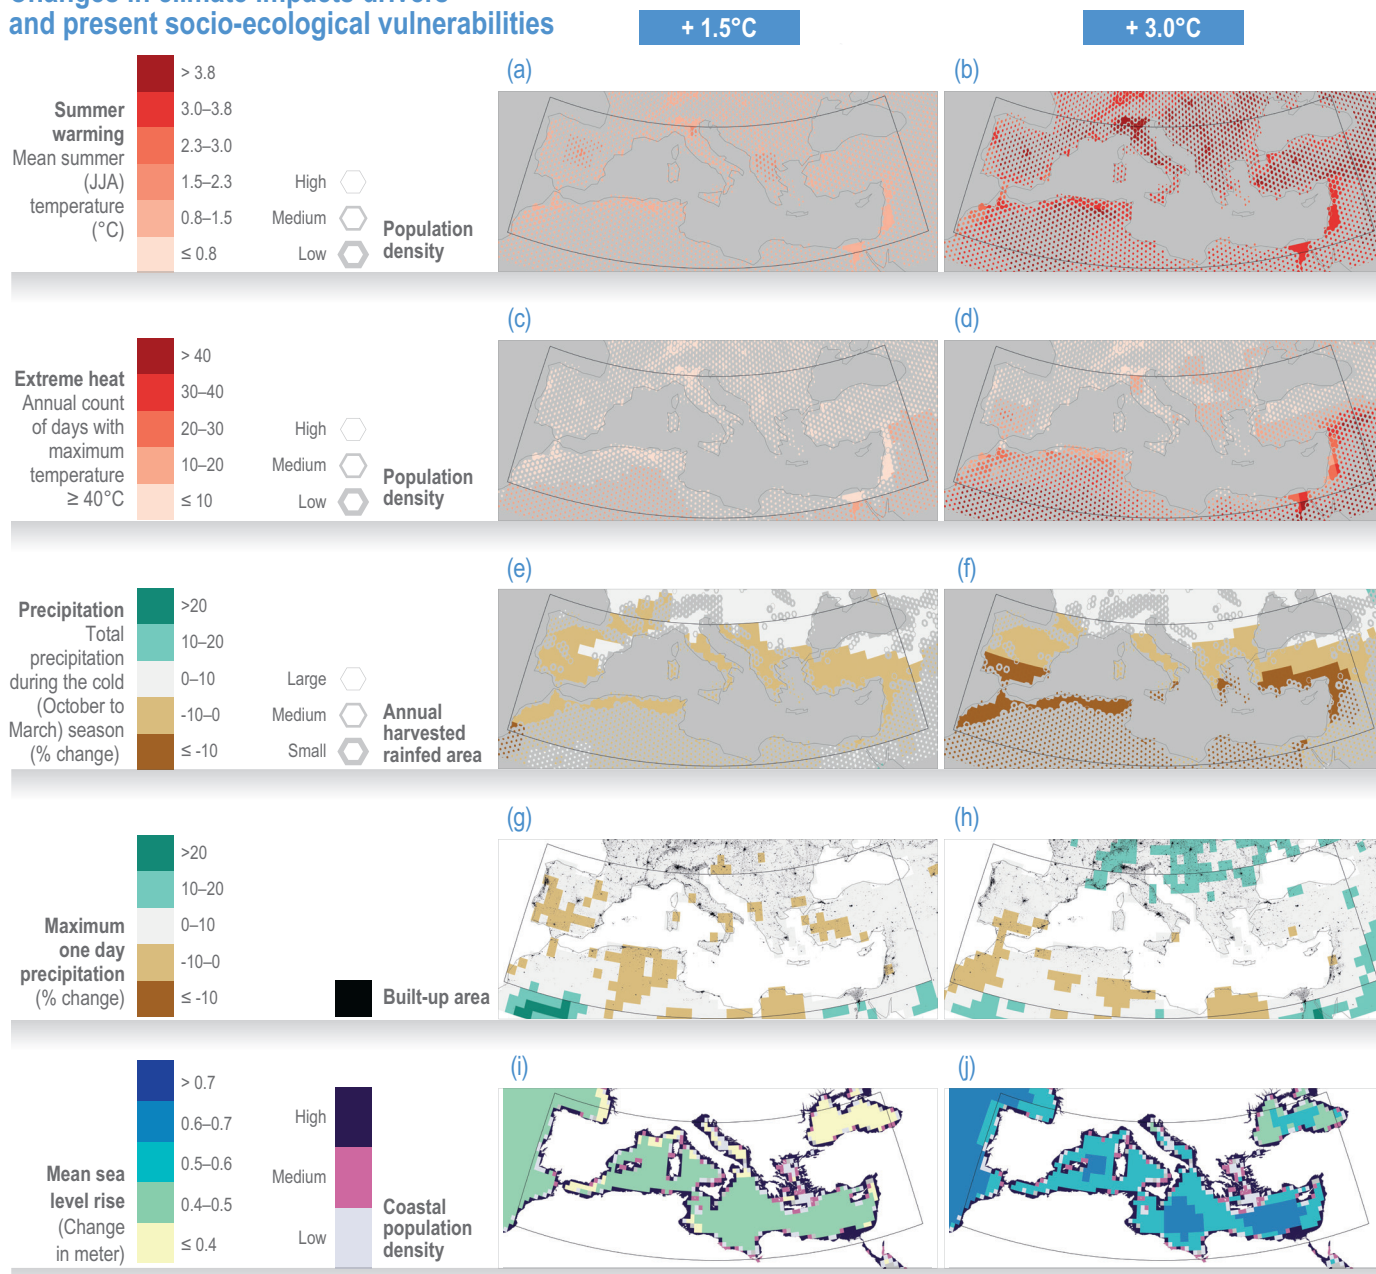 Changes in climate impacts drivers
and present socio-ecological vulnerabilities
+ 1.5°C
+ 3.0°C
Summer
warming
Mean summer
(JJA)
temperature
(°C)
> 3.8
3.0–3.8
2.3–3.0
1.5–2.3
0.8–1.5
≤ 0.8
High
Medium
Low
Population
density
(a)
(b)
Extreme heat
Annual count
of days with
maximum
temperature
≥ 40°C
> 40
30–40
20–30
10–20
≤ 10
High
Medium
Low
Population
density
(c)
(d)
Precipitation
Total
precipitation
during the cold
(October to
March) season
(% change)
>20
10–20
0–10
-10–0
≤ -10
Large
Medium
Small
Annual
harvested
rainfed area
(e)
(f)
Maximum
one day
precipitation
(% change)
>20
10–20
0–10
-10–0
≤ -10
Built-up area
(g)
(h)
Mean sea
level rise
(Change
in meter)
> 0.7
0.6–0.7
0.5–0.6
0.4–0.5
≤ 0.4
High
Medium
Low
Coastal
population
density
(i)
(j)